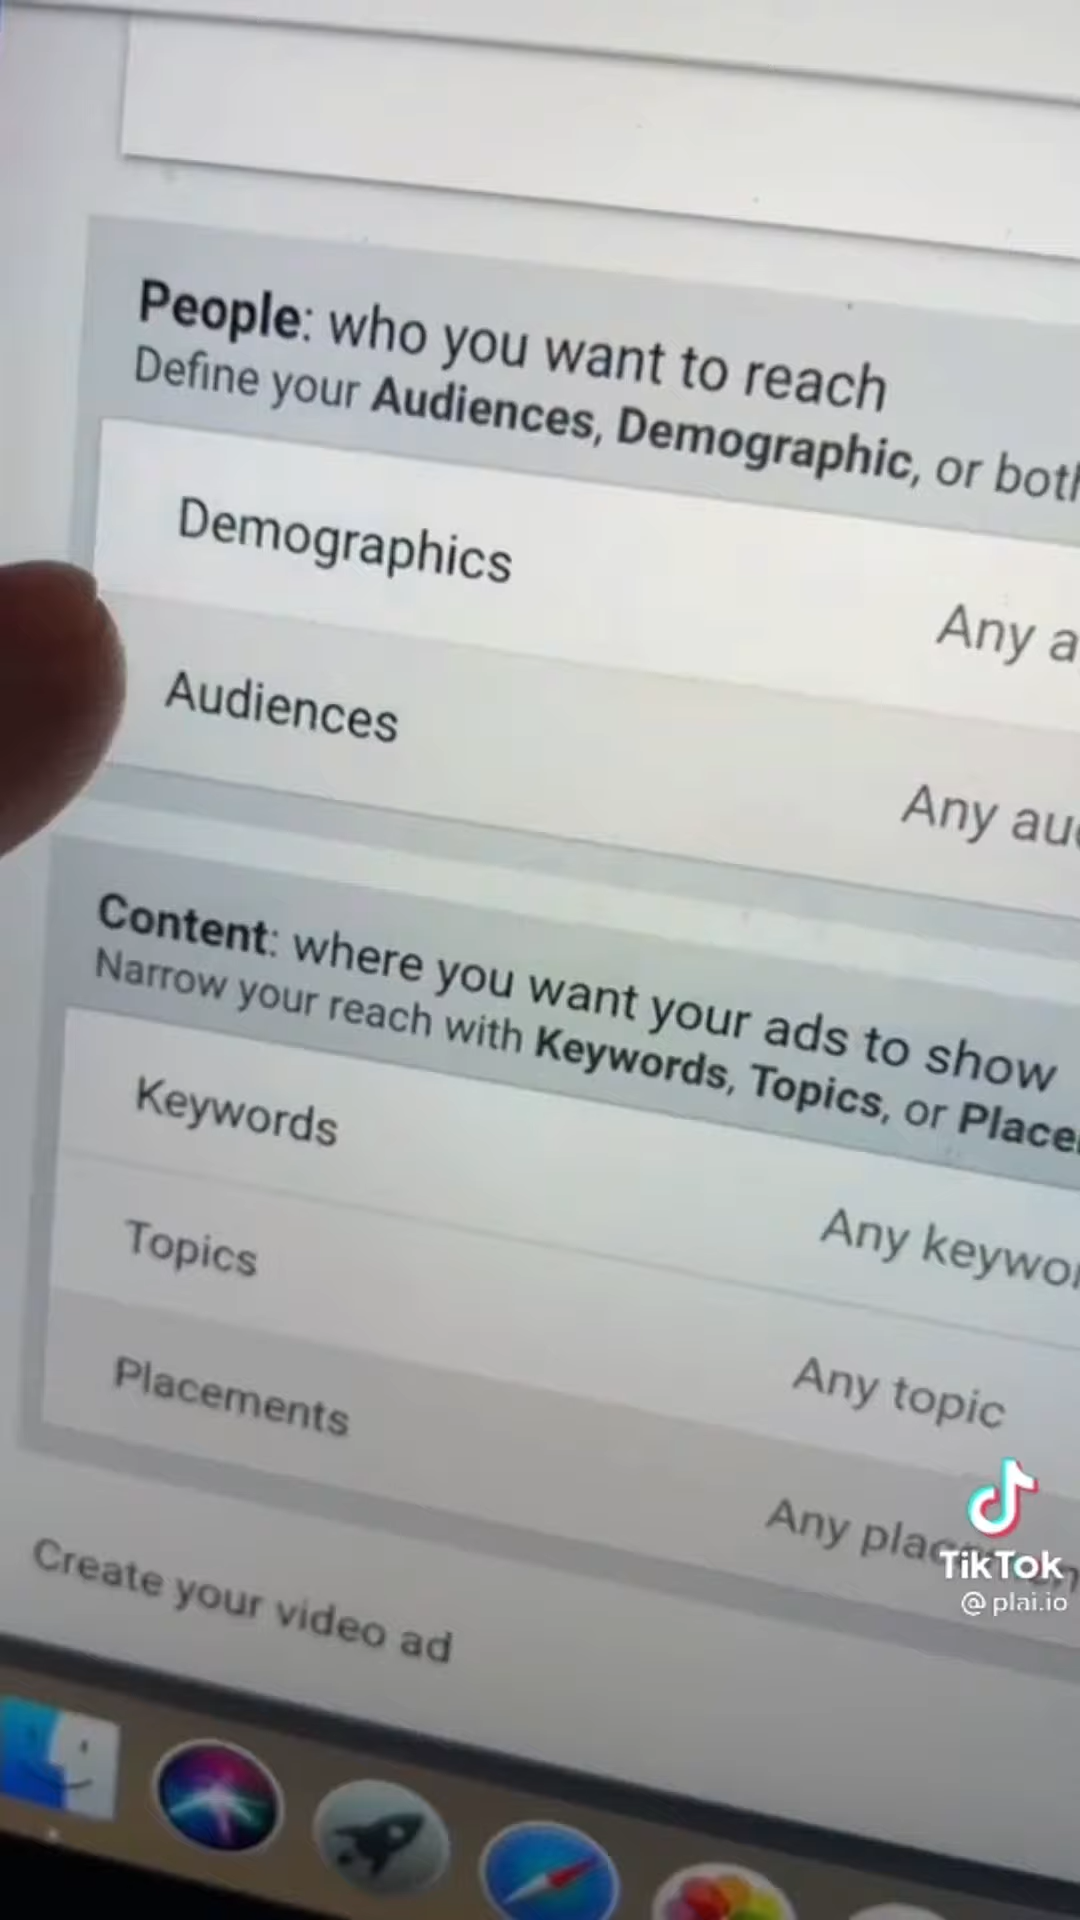 People: who you want to reach
Define your Audiences, Demographic, or both
Demographics
Any
Audiences
Any
Content: where you want your ads to show
Narrow your reach with Keywords, Topics, or
Keywords
Any
Topics
Any topic
Placements
Any
Create your video ad
TikTok
@plai.io